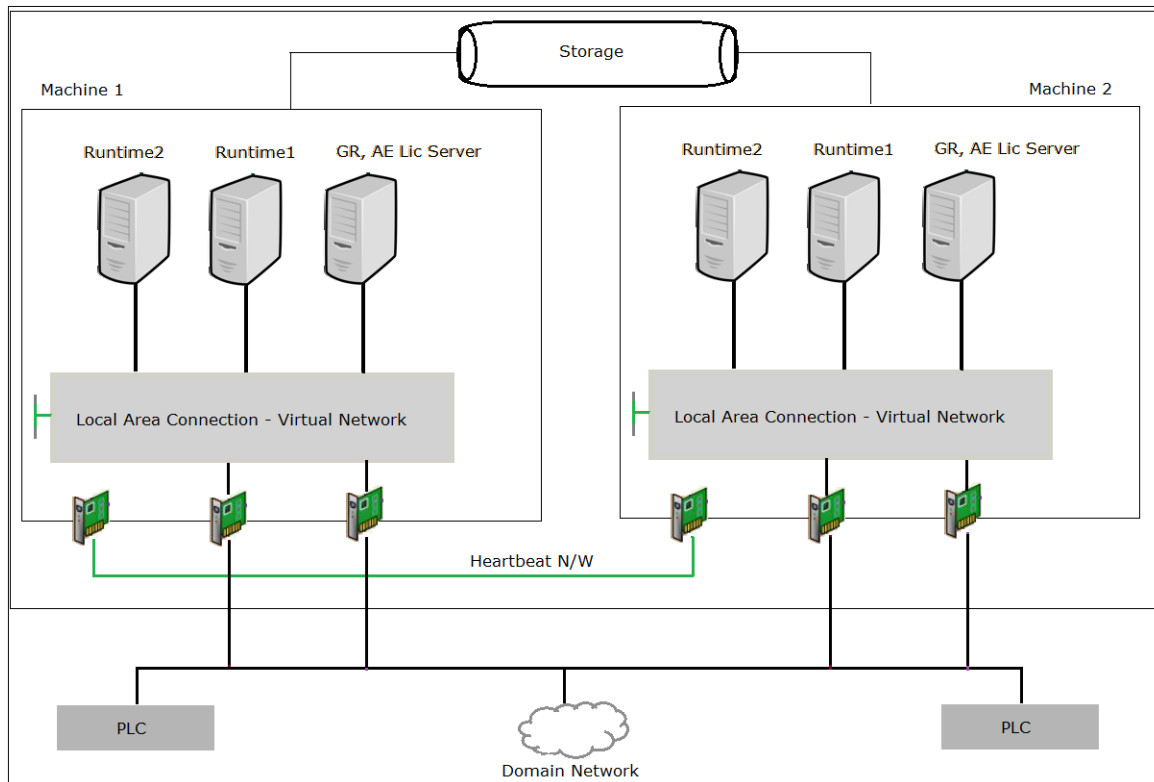 Storage
Machine 1
Machine 2
Runtime2
Runtime1
GR, AE Lic Server
Runtime2
Runtime1
GR, AE Lic Server
Local Area Connection - Virtual Network
Local Area Connection - Virtual Network
Heartbeat N/W
PLC
PLC
Domain Network